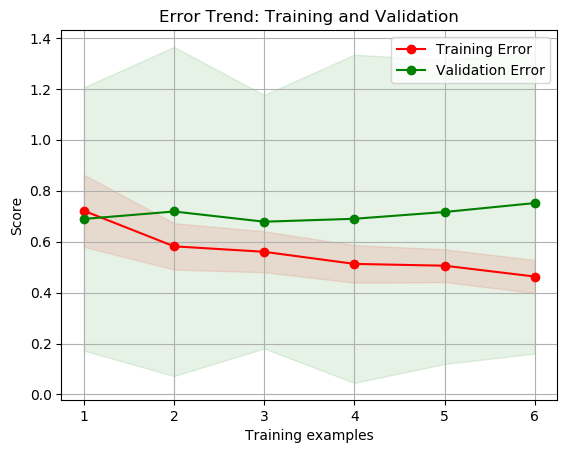 Error Trend: Training and Validation
1.4
1.2
1.0
0.8
0.6
0.4
0.2
0.0
Score
Training Error
Validation Error
1 2 3 4 5 6
Training examples